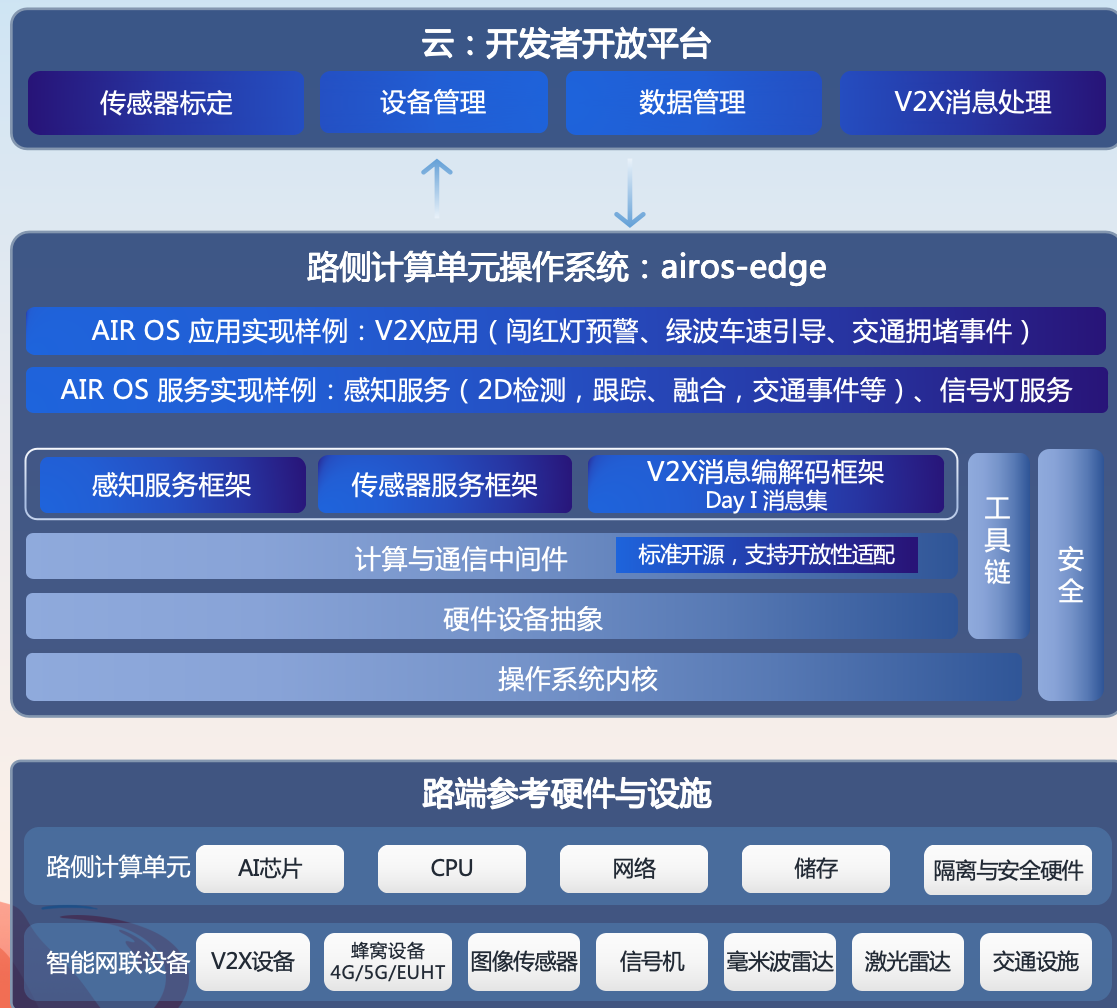 云：开发者开放平台
传感器标定
设备管理
数据管理
V2X消息处理
路侧计算单元操作系统：airos-edge
AIR OS 应用实现样例：V2X应用（闯红灯预警、绿波车速引导、交通拥堵事件）
AIR OS 服务实现样例：感知服务（2D检测，跟踪、融合，交通事件等）、信号灯服务
感知服务框架
传感器服务框架
V2X消息编解码框架
Day I 消息集
计算与通信中间件
标准开源，支持开放性适配
硬件设备抽象
操作系统内核
工具链
安全
路端参考硬件与设施
路侧计算单元
AI芯片
CPU
网络
储存
隔离与安全硬件
智能网联设备
V2X设备
蜂窝设备
4G/5G/EUHT
图像传感器
信号机
毫米波雷达
激光雷达
交通设施